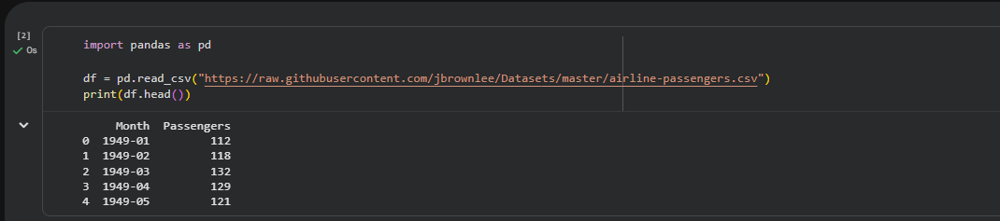 [2]
0s
import pandas as pd
df = pd.read_csv("https://raw.githubusercontent.com/jbrownlee/Datasets/master/airline-passengers.csv")
print(df.head())
Month Passengers
0 1949-01 112
1 1949-02 118
2 1949-03 132
3 1949-04 129
4 1949-05 121